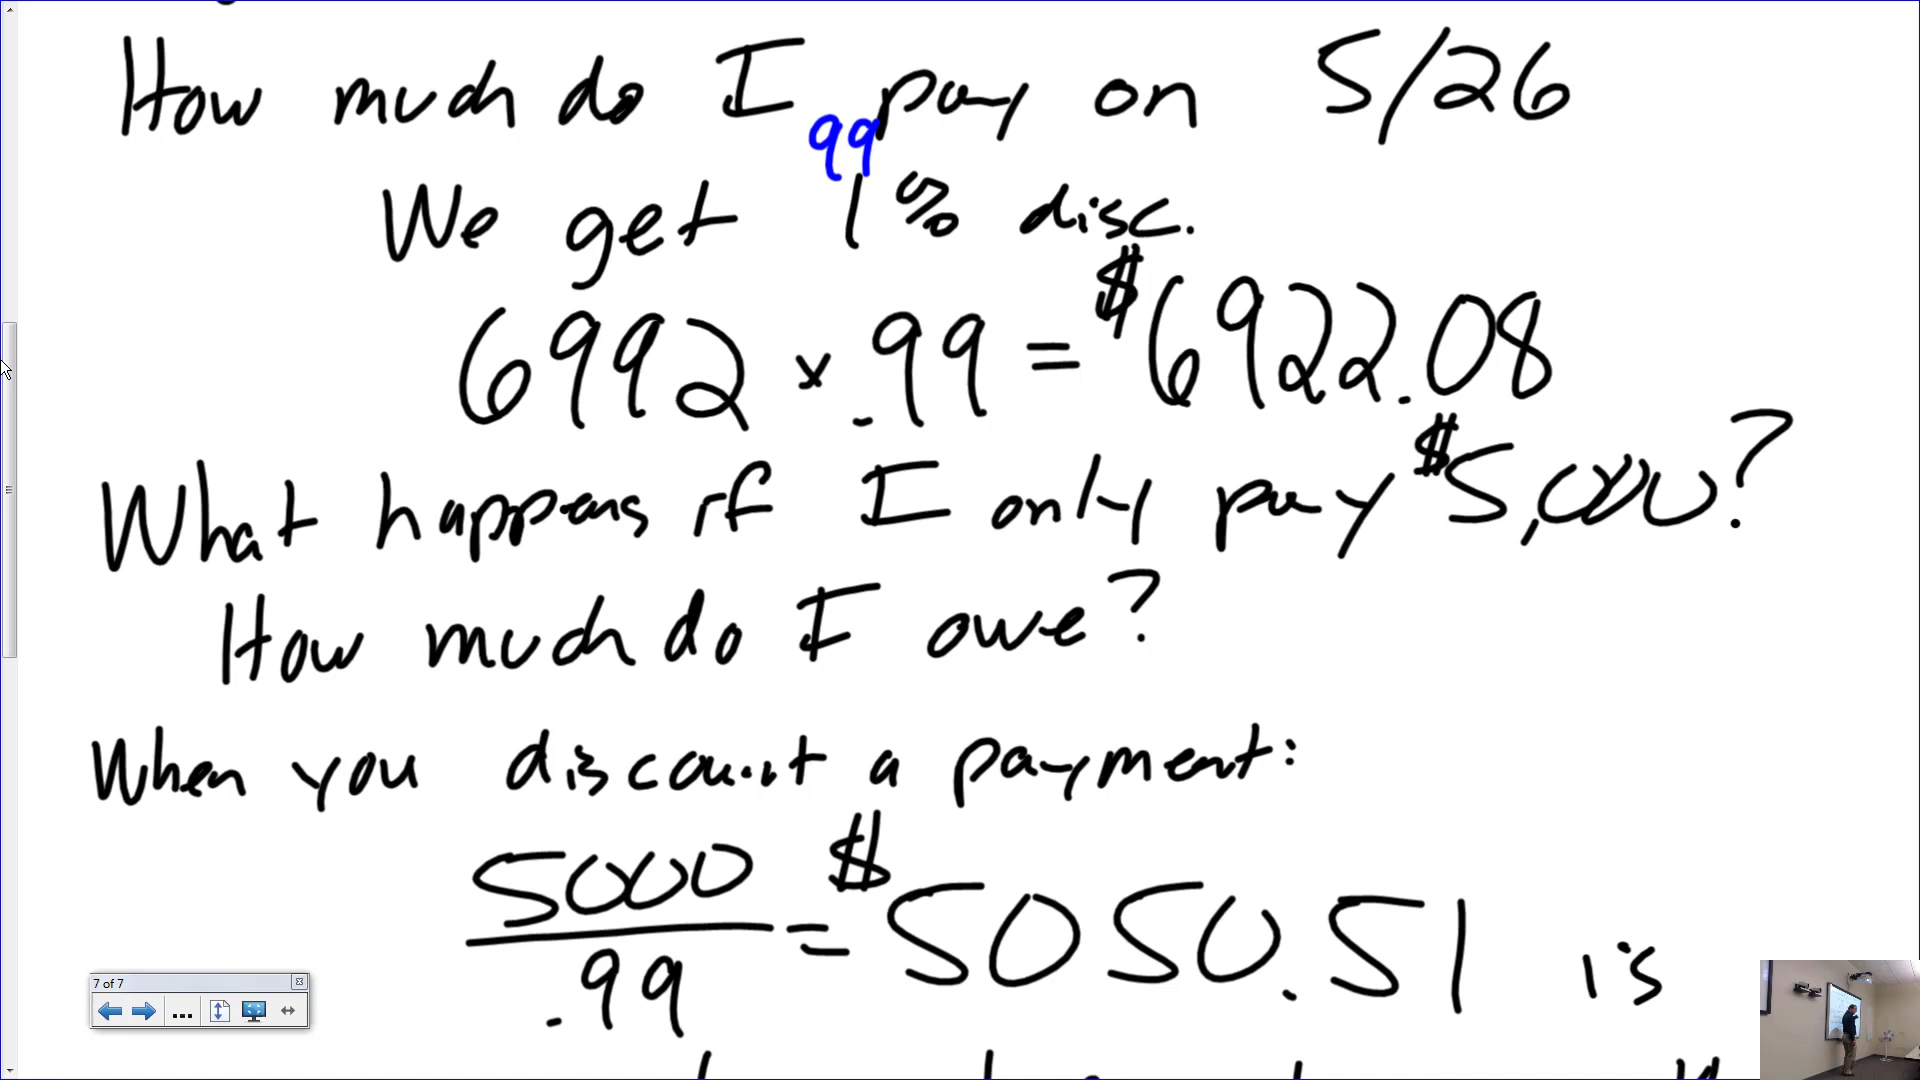 How much do I pay on 5/26
99
We get 1% disc.
6992 x .99 = $6922.08
What happens if I only pay $5,000?
How much do I owe?
When you discount a payment:
5000
.99
= $5050.51 is
7 of 7